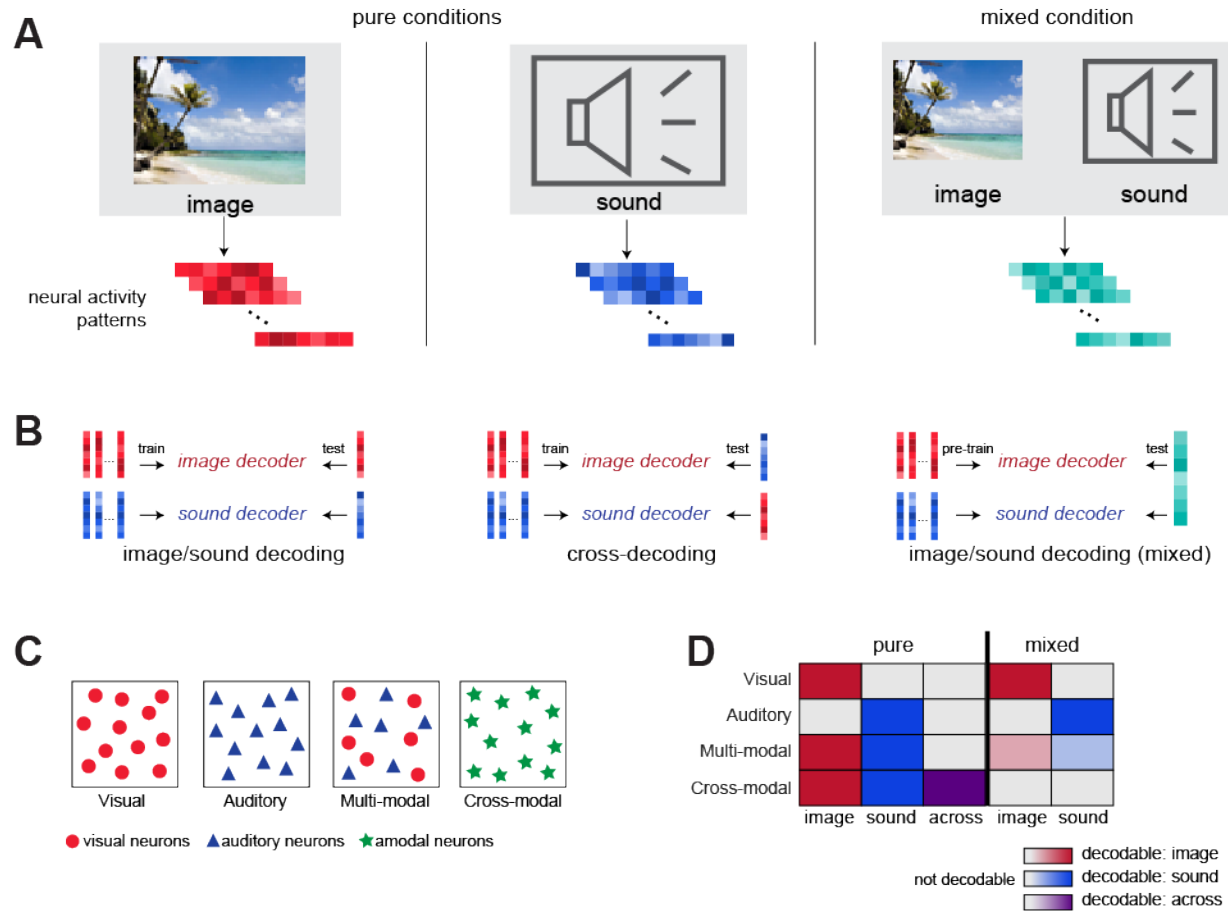 A
pure conditions
mixed condition
image
sound
image
sound
neural activity
patterns
B
train
test
image decoder
sound decoder
image/sound decoding
train
test
image decoder
sound decoder
cross-decoding
pre-train
test
image decoder
sound decoder
image/sound decoding (mixed)
C
Visual
Auditory
Multi-modal
Cross-modal
visual neurons
auditory neurons
amodal neurons
D
pure
mixed
Visual
Auditory
Multi-modal
Cross-modal
image sound across image sound
not decodable
decodable: image
decodable: sound
decodable: across